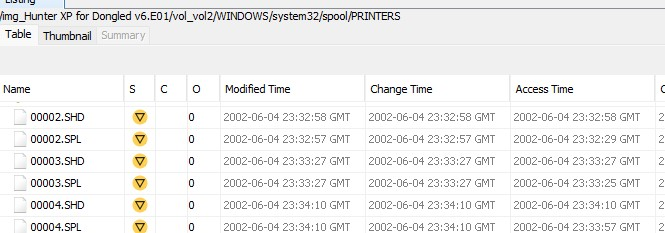 Listing
/img_Hunter XP for Dongled v6.E01/vol_vol2/WINDOWS/system32/spool/PRINTERS
Table Thumbnail Summary
Name S C O Modified Time Change Time Access Time C
00002.SHD 0 2002-06-04 23:32:58 GMT 2002-06-04 23:32:58 GMT 2002-06-04 23:32:58 GMT
00002.SPL 0 2002-06-04 23:32:57 GMT 2002-06-04 23:32:57 GMT 2002-06-04 23:32:29 GMT
00003.SHD 0 2002-06-04 23:33:27 GMT 2002-06-04 23:33:27 GMT 2002-06-04 23:33:27 GMT
00003.SPL 0 2002-06-04 23:33:27 GMT 2002-06-04 23:33:27 GMT 2002-06-04 23:33:25 GMT
00004.SHD 0 2002-06-04 23:34:10 GMT 2002-06-04 23:34:10 GMT 2002-06-04 23:34:10 GMT
00004.SPL 0 2002-06-04 23:34:10 GMT 2002-06-04 23:34:10 GMT 2002-06-04 23:33:57 GMT